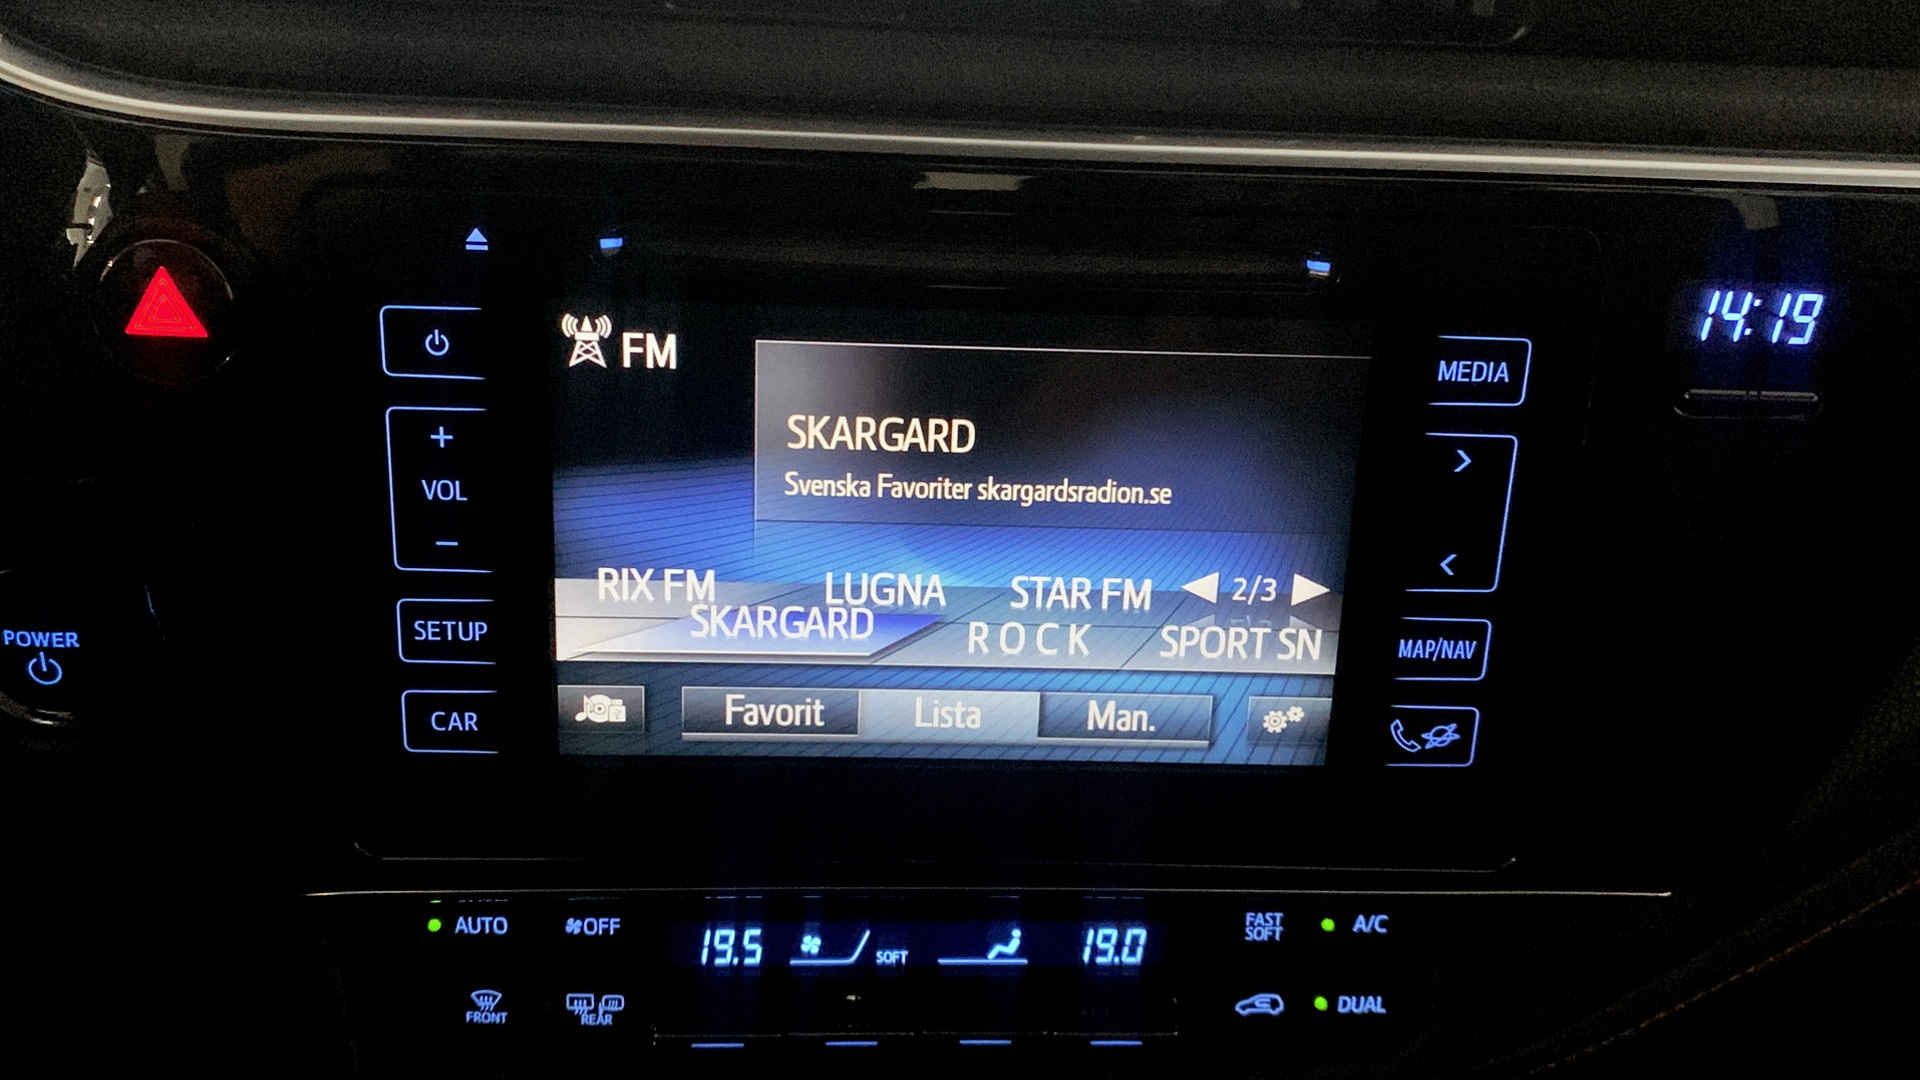 FM
MEDIA
14:19
SKARGARD
Svenska Favoriter skargardsradion.se
+
VOL
−
>
<
RIX FM LUGNA STAR FM 2/3
SKARGARD R O C K SPORT SN
SETUP
POWER
MAP/NAV
CAR
Favorit Lista Man.
AUTO OFF 19.5 SOFT 19.0 FAST SOFT A/C
FRONT REAR DUAL